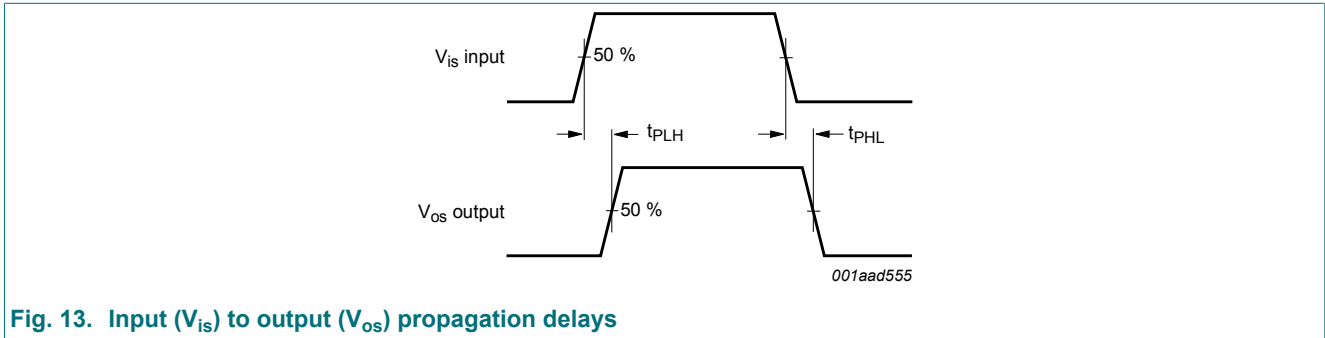 V_is input
50 %
t_PLH
t_PHL
V_os output
50 %
001aad555
Fig. 13. Input (V_is) to output (V_os) propagation delays